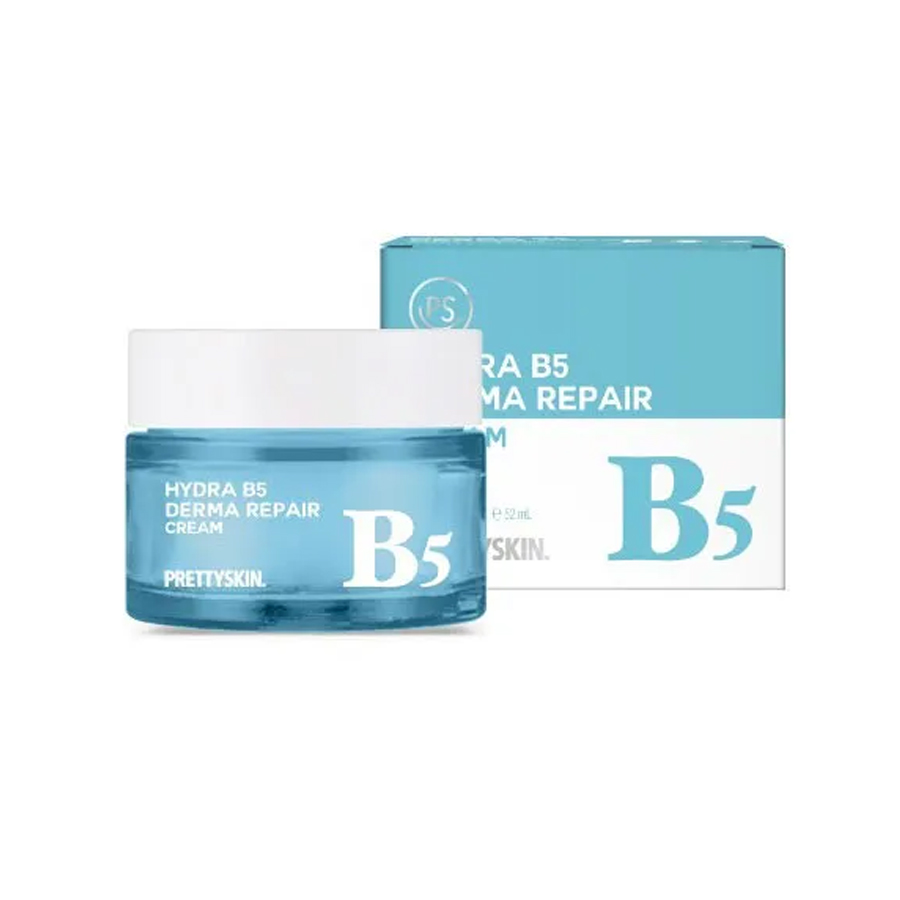 HYDRA B5
DERMA REPAIR
CREAM
B5
PRETTYSKIN.
PS
RA B5
MA REPAIR
M
e 52 mL
YSKIN.
B5